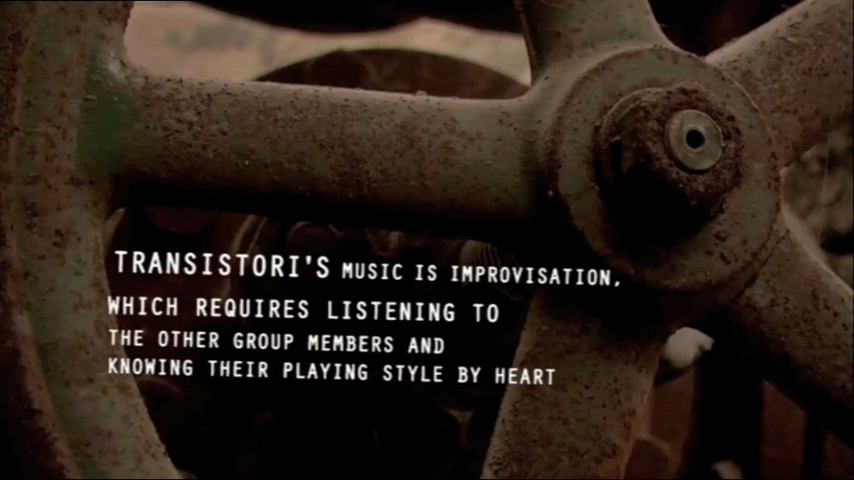 TRANSISTORI'S MUSIC IS IMPROVISATION,
WHICH REQUIRES LISTENING TO
THE OTHER GROUP MEMBERS AND
KNOWING THEIR PLAYING STYLE BY HEART